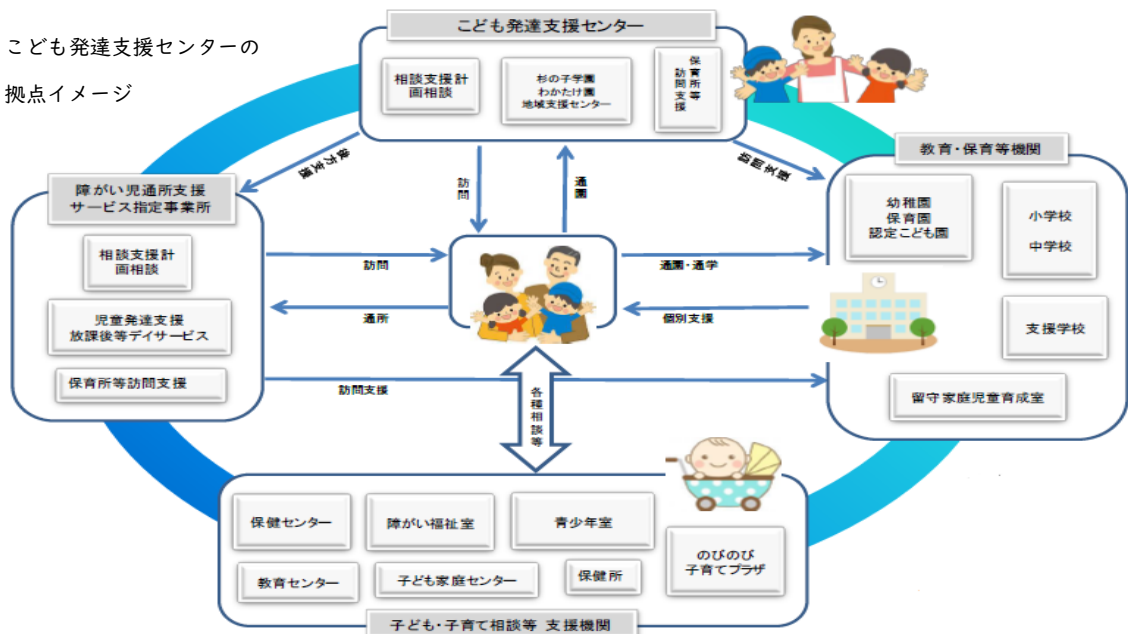 こども発達支援センターの
拠点イメージ
こども発達支援センター
相談支援計
画相談
杉の子学園
わかたけ園
地域支援センター
保育所等
訪問支援
後方支援
訪問
通園
訪問支援
障がい児通所支援
サービス指定事業所
相談支援計
画相談
児童発達支援
放課後等デイサービス
保育所等訪問支援
訪問
通所
訪問支援
通園・通学
個別支援
教育・保育等機関
幼稚園
保育園
認定こども園
小学校
中学校
支援学校
留守家庭児童育成室
各種相談等
保健センター
障がい福祉室
青少年室
のびのび
子育てプラザ
教育センター
子ども家庭センター
保健所
子ども・子育て相談等 支援機関